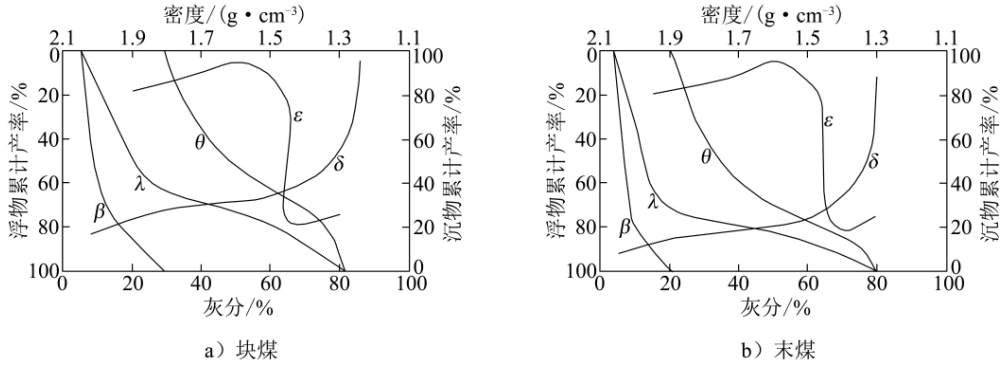 密度/(g·cm⁻³)
2.1 1.9 1.7 1.5 1.3 1.1
浮物累计产率/%
0 20 40 60 80 100
沉物累计产率/%
100 80 60 40 20 0
β λ θ ε δ
0 20 40 60 80 100
灰分/%
a）块煤
密度/(g·cm⁻³)
2.1 1.9 1.7 1.5 1.3 1.1
浮物累计产率/%
0 20 40 60 80 100
沉物累计产率/%
100 80 60 40 20 0
β λ θ ε δ
0 20 40 60 80 100
灰分/%
b）末煤